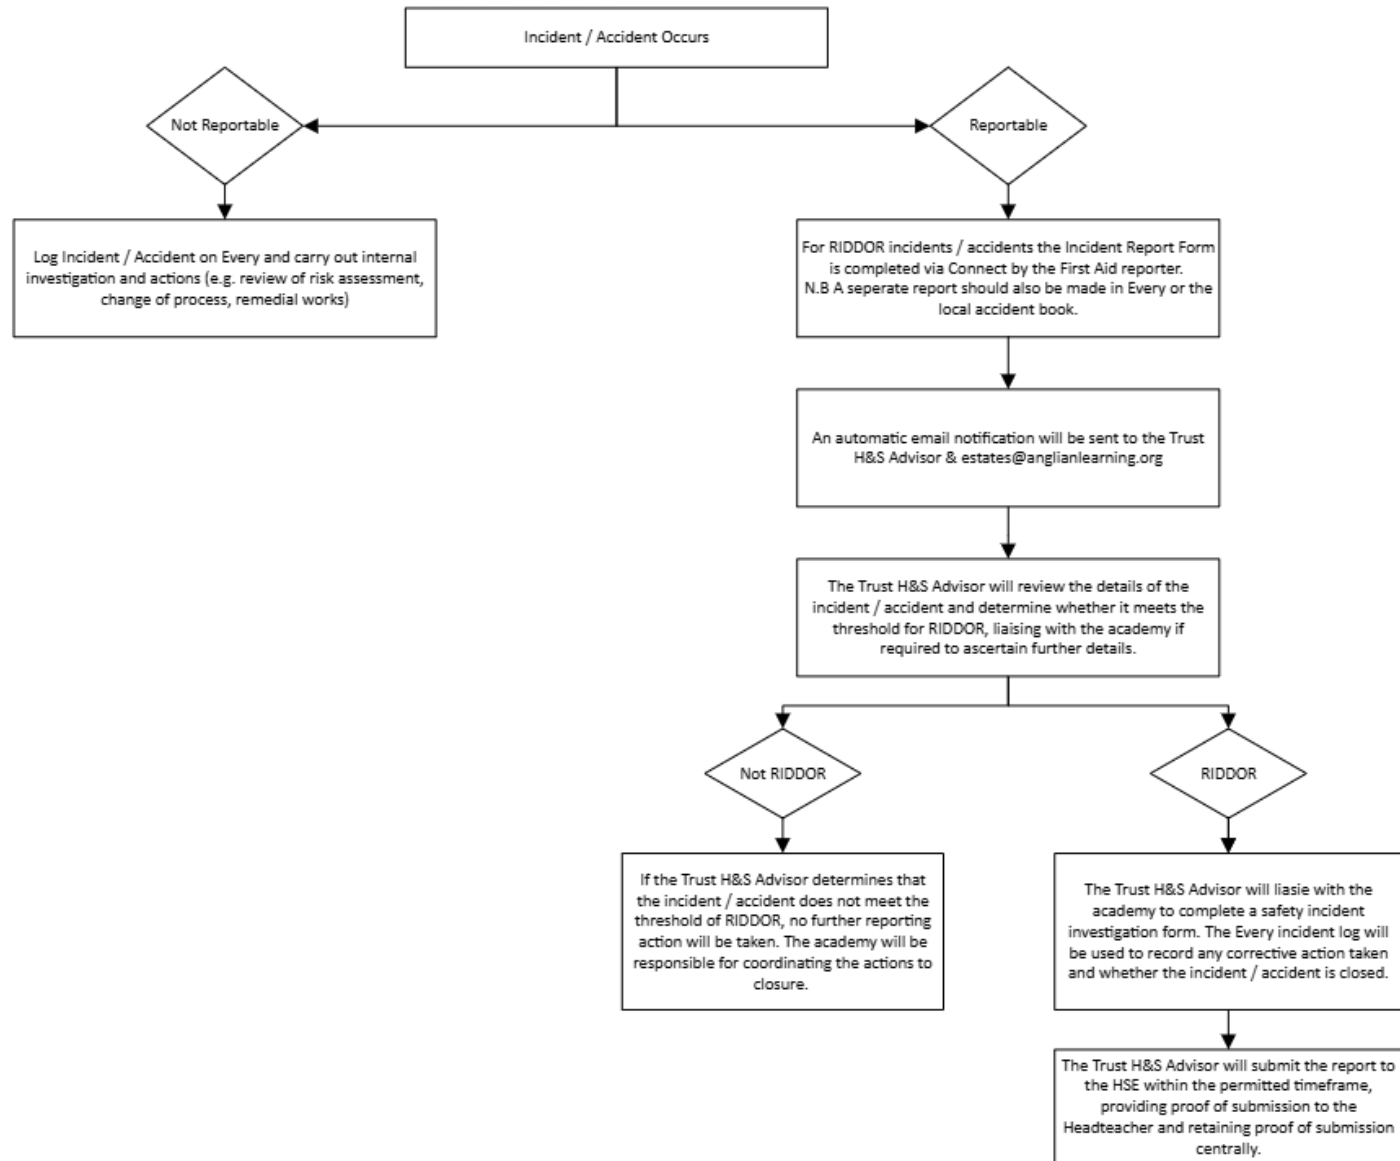 Incident / Accident Occurs
Not Reportable
Reportable
Log Incident / Accident on Every and carry out internal
investigation and actions (e.g. review of risk assessment,
change of process, remedial works)
For RIDDOR incidents / accidents the Incident Report Form
is completed via Connect by the First Aid reporter.
N.B A seperate report should also be made in Every or the
local accident book.
An automatic email notification will be sent to the Trust
H&S Advisor & estates@anglianlearning.org
The Trust H&S Advisor will review the details of the
incident / accident and determine whether it meets the
threshold for RIDDOR, liaising with the academy if
required to ascertain further details.
Not RIDDOR
RIDDOR
If the Trust H&S Advisor determines that
the incident / accident does not meet the
threshold of RIDDOR, no further reporting
action will be taken. The academy will be
responsible for coordinating the actions to
closure.
The Trust H&S Advisor will liasie with the
academy to complete a safety incident
investigation form. The Every incident log will
be used to record any corrective action taken
and whether the incident / accident is closed.
The Trust H&S Advisor will submit the report to
the HSE within the permitted timeframe,
providing proof of submission to the
Headteacher and retaining proof of submission
centrally.